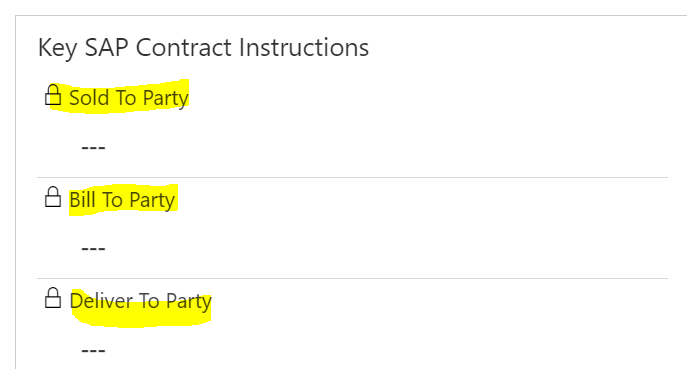 Key SAP Contract Instructions
Sold To Party
---
Bill To Party
---
Deliver To Party
---